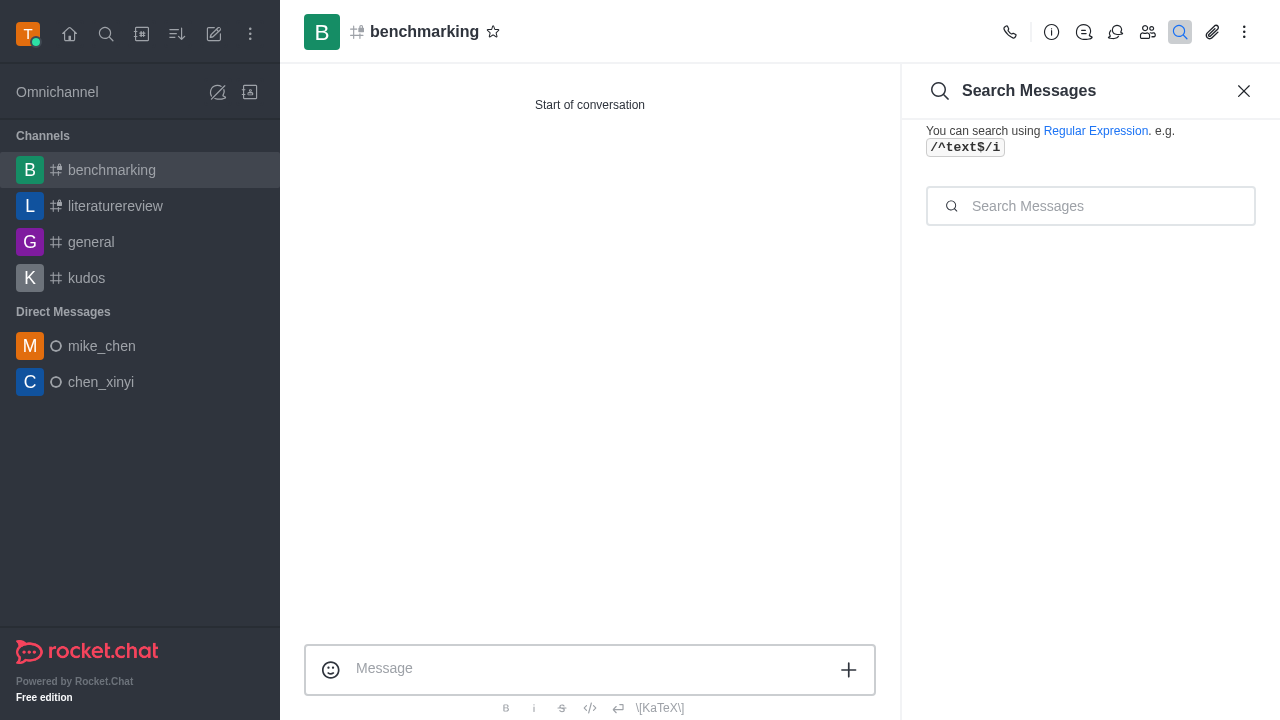 T
B benchmarking
Omnichannel
Channels
B benchmarking
L literaturereview
G general
K kudos
Direct Messages
M mike_chen
C chen_xinyi
rocket.chat
Powered by Rocket.Chat
Free edition
Start of conversation
Message
B i S </> \[KaTeX\]
Search Messages
You can search using Regular Expression. e.g.
/^text$/i
Search Messages